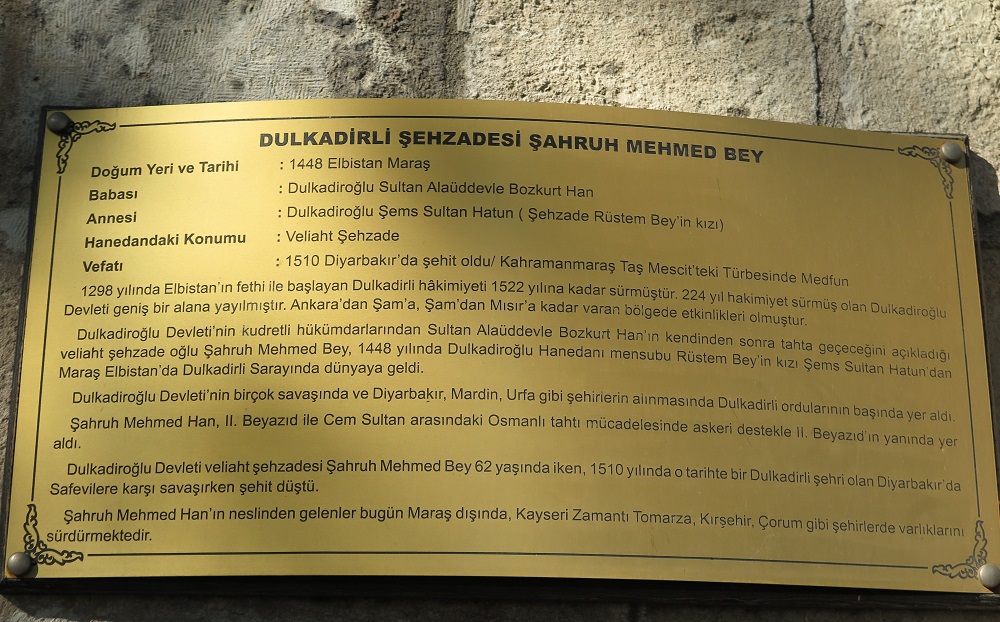 DULKADİRLİ ŞEHZADESİ ŞAHRUH MEHMED BEY
Doğum Yeri ve Tarihi : 1448 Elbistan Maraş
Babası : Dulkadiroğlu Sultan Alaüddevle Bozkurt Han
Annesi : Dulkadiroğlu Şems Sultan Hatun ( Şehzade Rüstem Bey'in kızı)
Hanedandaki Konumu : Veliaht Şehzade
Vefatı : 1510 Diyarbakır'da şehit oldu/ Kahramanmaraş Taş Mescit'teki Türbesinde Medfun
1298 yılında Elbistan'ın fethi ile başlayan Dulkadirli hâkimiyeti 1522 yılına kadar sürmüştür. 224 yıl hakimiyet sürmüş olan Dulkadiroğlu
Devleti geniş bir alana yayılmıştır. Ankara'dan Şam'a, Şam'dan Mısır'a kadar varan bölgede etkinlikleri olmuştur.
Dulkadiroğlu Devleti'nin kudretli hükümdarlarından Sultan Alaüddevle Bozkurt Han'ın kendinden sonra tahta geçeceğini açıkladığı
veliaht şehzade oğlu Şahruh Mehmed Bey, 1448 yılında Dulkadiroğlu Hanedanı mensubu Rüstem Bey'in kızı Şems Sultan Hatun'dan
Maraş Elbistan'da Dulkadirli Sarayında dünyaya geldi.
Dulkadiroğlu Devleti'nin birçok savaşında ve Diyarbakır, Mardin, Urfa gibi şehirlerin alınmasında Dulkadirli ordularının başında yer aldı.
Şahruh Mehmed Han, II. Beyazıd ile Cem Sultan arasındaki Osmanlı tahtı mücadelesinde askeri destekle II. Beyazıd'ın yanında yer
aldı.
Dulkadiroğlu Devleti veliaht şehzadesi Şahruh Mehmed Bey 62 yaşında iken, 1510 yılında o tarihte bir Dulkadirli şehri olan Diyarbakır'da
Safevilere karşı savaşırken şehit düştü.
Şahruh Mehmed Han'ın neslinden gelenler bugün Maraş dışında, Kayseri Zamantı Tomarza, Kırşehir, Çorum gibi şehirlerde varlıklarını
sürdürmektedir.